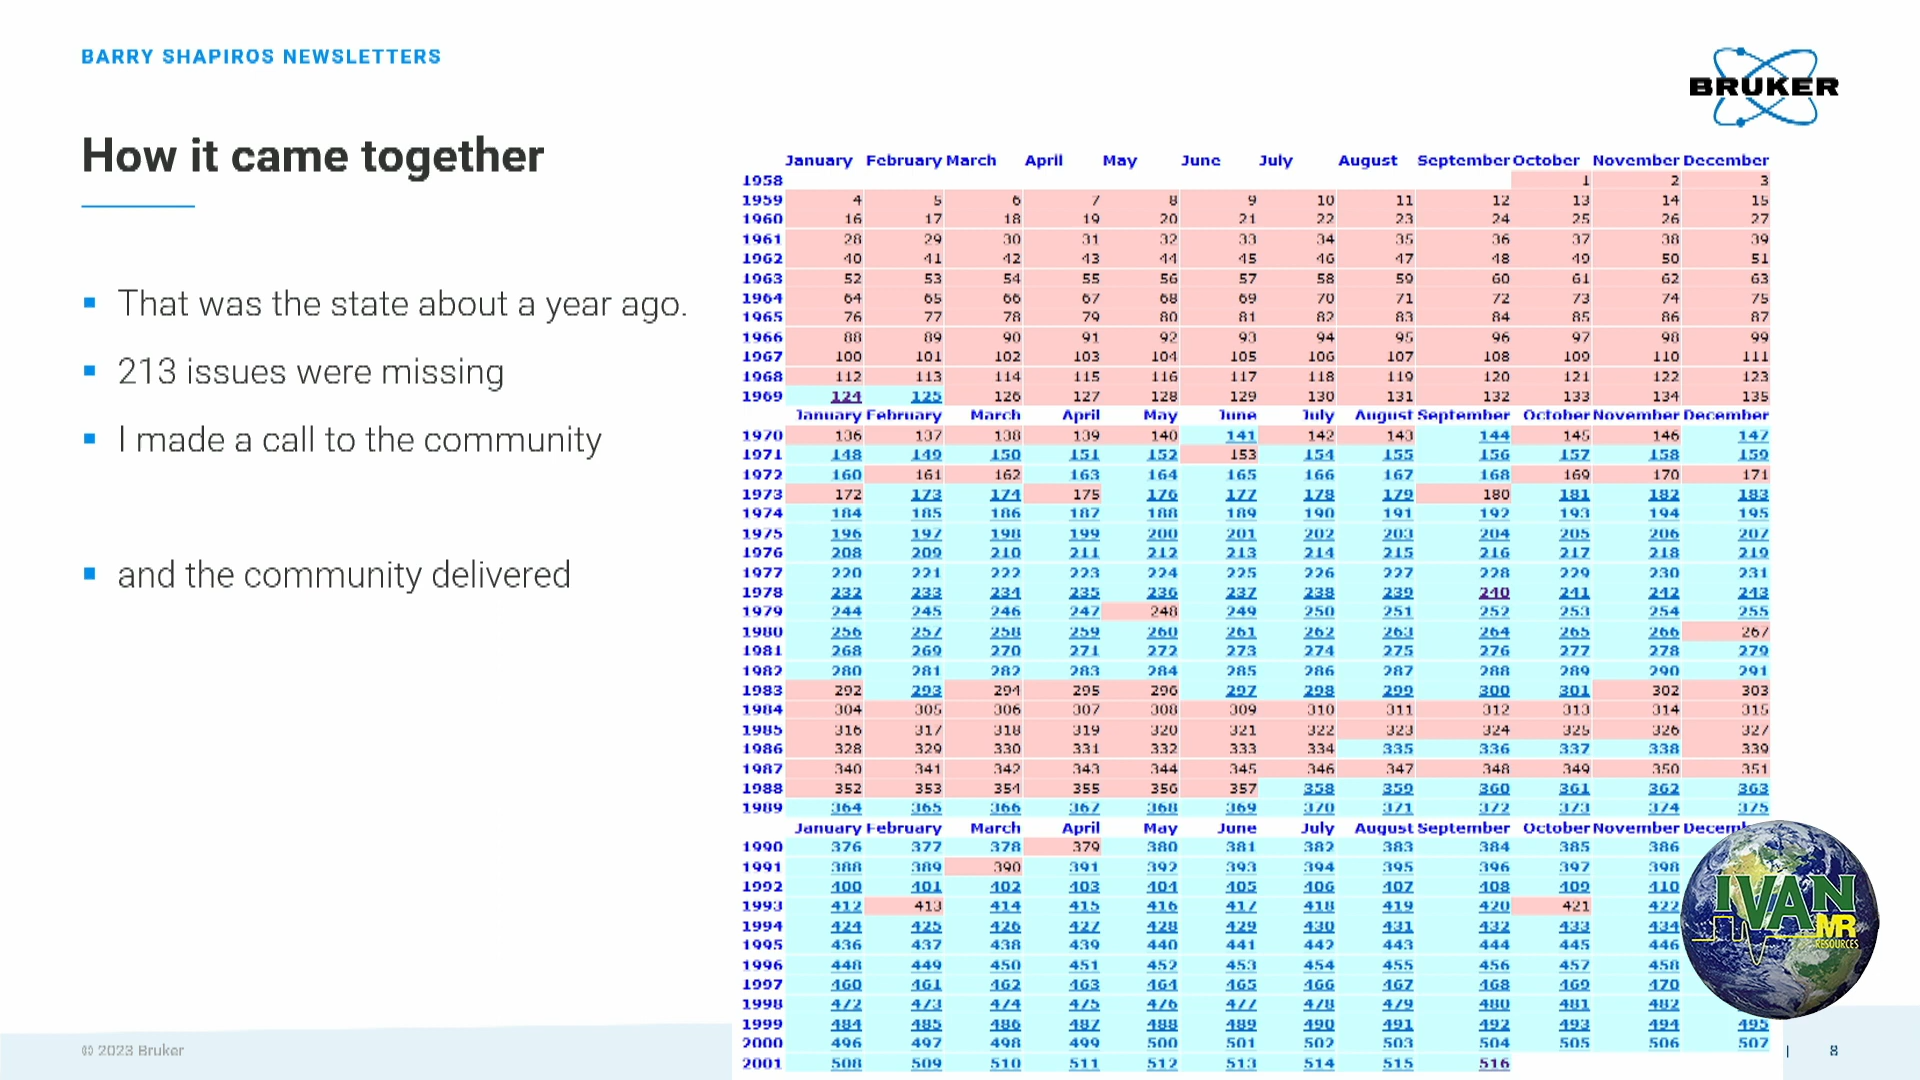 BARRY SHAPIROS NEWSLETTERS
BRUKER
How it came together
That was the state about a year ago.
213 issues were missing
I made a call to the community
and the community delivered
January February March April May June July August September October November December
1958 1 2 3
1959 4 5 6 7 8 9 10 11 12 13 14 15
1960 16 17 18 19 20 21 22 23 24 25 26 27
1961 28 29 30 31 32 33 34 35 36 37 38 39
1962 40 41 42 43 44 45 46 47 48 49 50 51
1963 52 53 54 55 56 57 58 59 60 61 62 63
1964 64 65 66 67 68 69 70 71 72 73 74 75
1965 76 77 78 79 80 81 82 83 84 85 86 87
1966 88 89 90 91 92 93 94 95 96 97 98 99
1967 100 101 102 103 104 105 106 107 108 109 110 111
1968 112 113 114 115 116 117 118 119 120 121 122 123
1969 124 125 126 127 128 129 130 131 132 133 134 135
January February March April May June July August September October November December
1970 136 137 138 139 140 141 142 143 144 145 146 147
1971 148 149 150 151 152 153 154 155 156 157 158 159
1972 160 161 162 163 164 165 166 167 168 169 170 171
1973 172 173 174 175 176 177 178 179 180 181 182 183
1974 184 185 186 187 188 189 190 191 192 193 194 195
1975 196 197 198 199 200 201 202 203 204 205 206 207
1976 208 209 210 211 212 213 214 215 216 217 218 219
1977 220 221 222 223 224 225 226 227 228 229 230 231
1978 232 233 234 235 236 237 238 239 240 241 242 243
1979 244 245 246 247 248 249 250 251 252 253 254 255
1980 256 257 258 259 260 261 262 263 264 265 266 267
1981 268 269 270 271 272 273 274 275 276 277 278 279
1982 280 281 282 283 284 285 286 287 288 289 290 291
1983 292 293 294 295 296 297 298 299 300 301 302 303
1984 304 305 306 307 308 309 310 311 312 313 314 315
1985 316 317 318 319 320 321 322 323 324 325 326 327
1986 328 329 330 331 332 333 334 335 336 337 338 339
1987 340 341 342 343 344 345 346 347 348 349 350 351
1988 352 353 354 355 356 357 358 359 360 361 362 363
1989 364 365 366 367 368 369 370 371 372 373 374 375
January February March April May June July August September October November Decem
1990 376 377 378 379 380 381 382 383 384 385 386
1991 388 389 390 391 392 393 394 395 396 397 398
1992 400 401 402 403 404 405 406 407 408 409 410
1993 412 413 414 415 416 417 418 419 420 421 422
1994 424 425 426 427 428 429 430 431 432 433 434
1995 436 437 438 439 440 441 442 443 444 445 446
1996 448 449 450 451 452 453 454 455 456 457 458
1997 460 461 462 463 464 465 466 467 468 469 470
1998 472 473 474 475 476 477 478 479 480 481 482
1999 484 485 486 487 488 489 490 491 492 493 494 495
2000 496 497 498 499 500 501 502 503 504 505 506 507
2001 508 509 510 511 512 513 514 515 516
IVAN
MR
RESOURCES
© 2023 Bruker
| 8